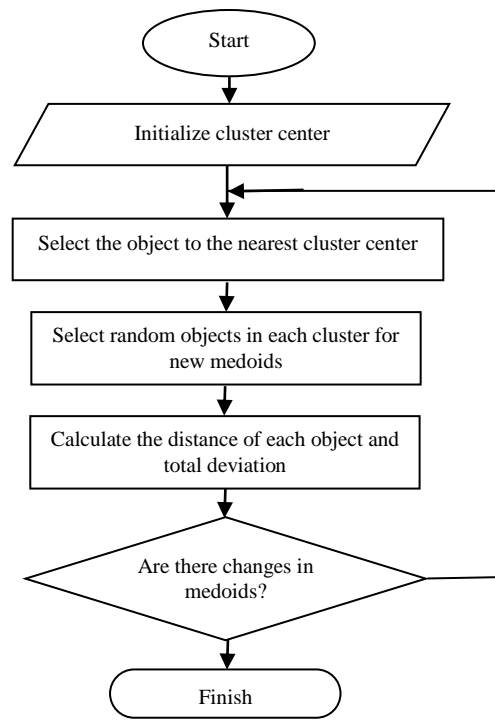 Start
Initialize cluster center
Select the object to the nearest cluster center
Select random objects in each cluster for
new medoids
Calculate the distance of each object and
total deviation
Are there changes in
medoids?
Finish